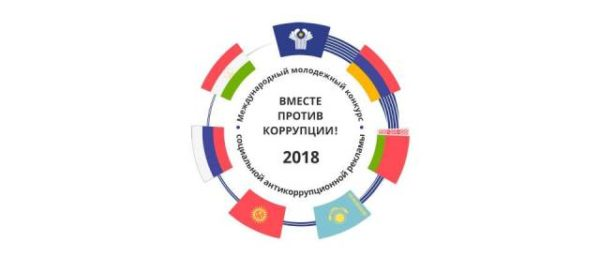 Международный молодежный конкурс
ВМЕСТЕ
ПРОТИВ
КОРРУПЦИИ!
2018
социальной антикоррупционной рекламы